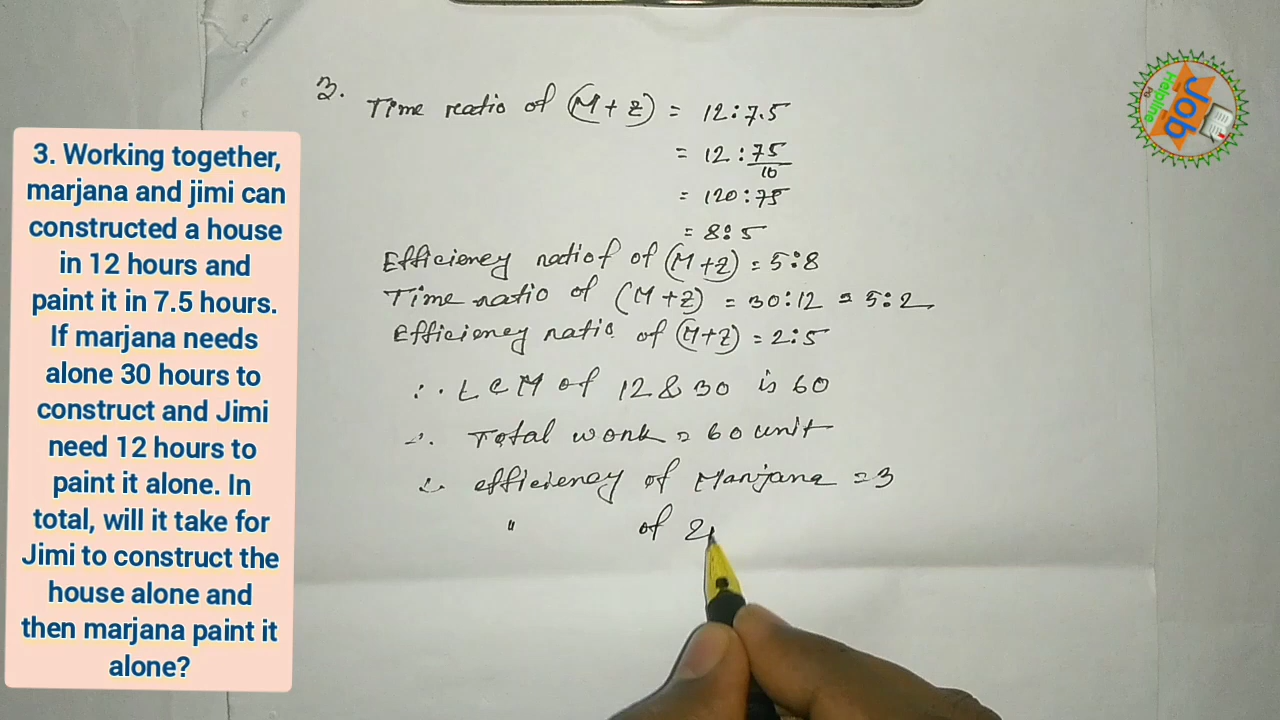 3. Working together,
marjana and jimi can
constructed a house
in 12 hours and
paint it in 7.5 hours.
If marjana needs
alone 30 hours to
construct and Jimi
need 12 hours to
paint it alone. In
total, will it take for
Jimi to construct the
house alone and
then marjana paint it
alone?
3.
Time ratio of (M+Z) = 12:7.5
= 12:75/10
= 120:75
= 8:5
Efficiency ratiof of (M+Z) = 5:8
Time ratio of (M+Z) = 30:12 = 5:2
Efficiency ratio of (M+Z) = 2:5
∴ LCM of 12 & 30 is 60
∴ Total work = 60 unit
∴ efficiency of Marjana = 3
" of Z
Job
Helpline